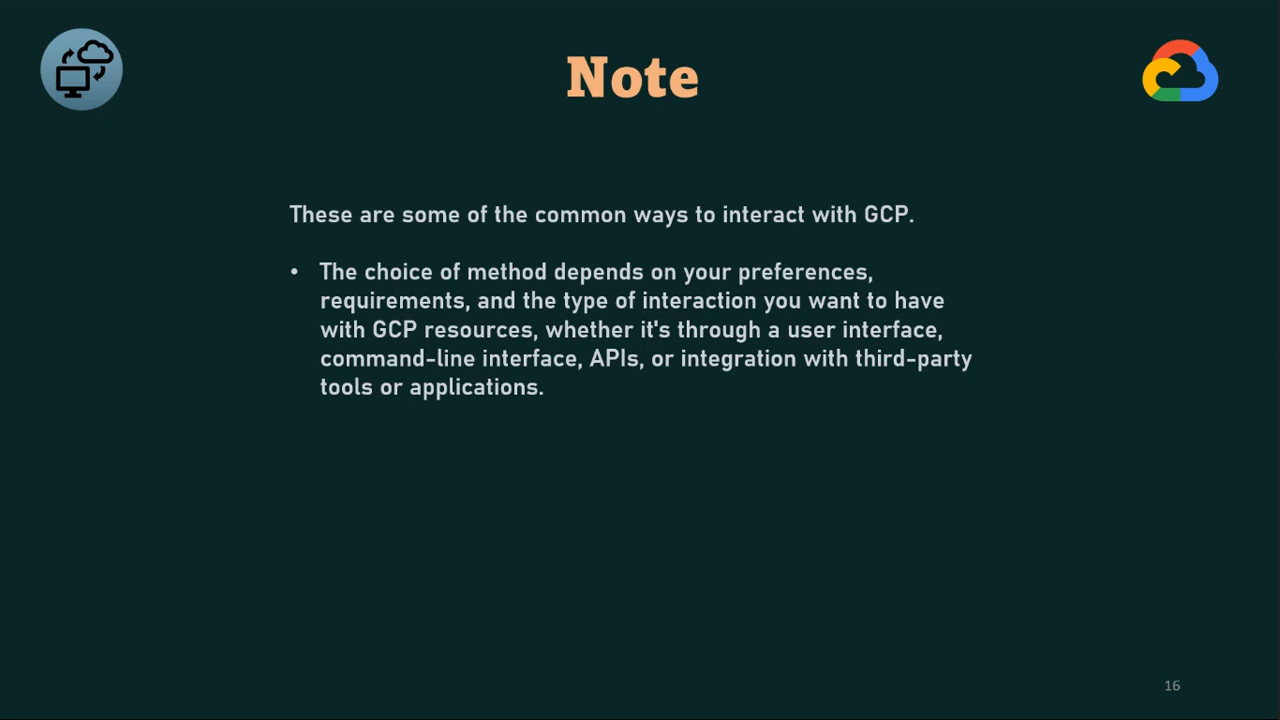 Note
These are some of the common ways to interact with GCP.
• The choice of method depends on your preferences,
requirements, and the type of interaction you want to have
with GCP resources, whether it's through a user interface,
command-line interface, APIs, or integration with third-party
tools or applications.
16